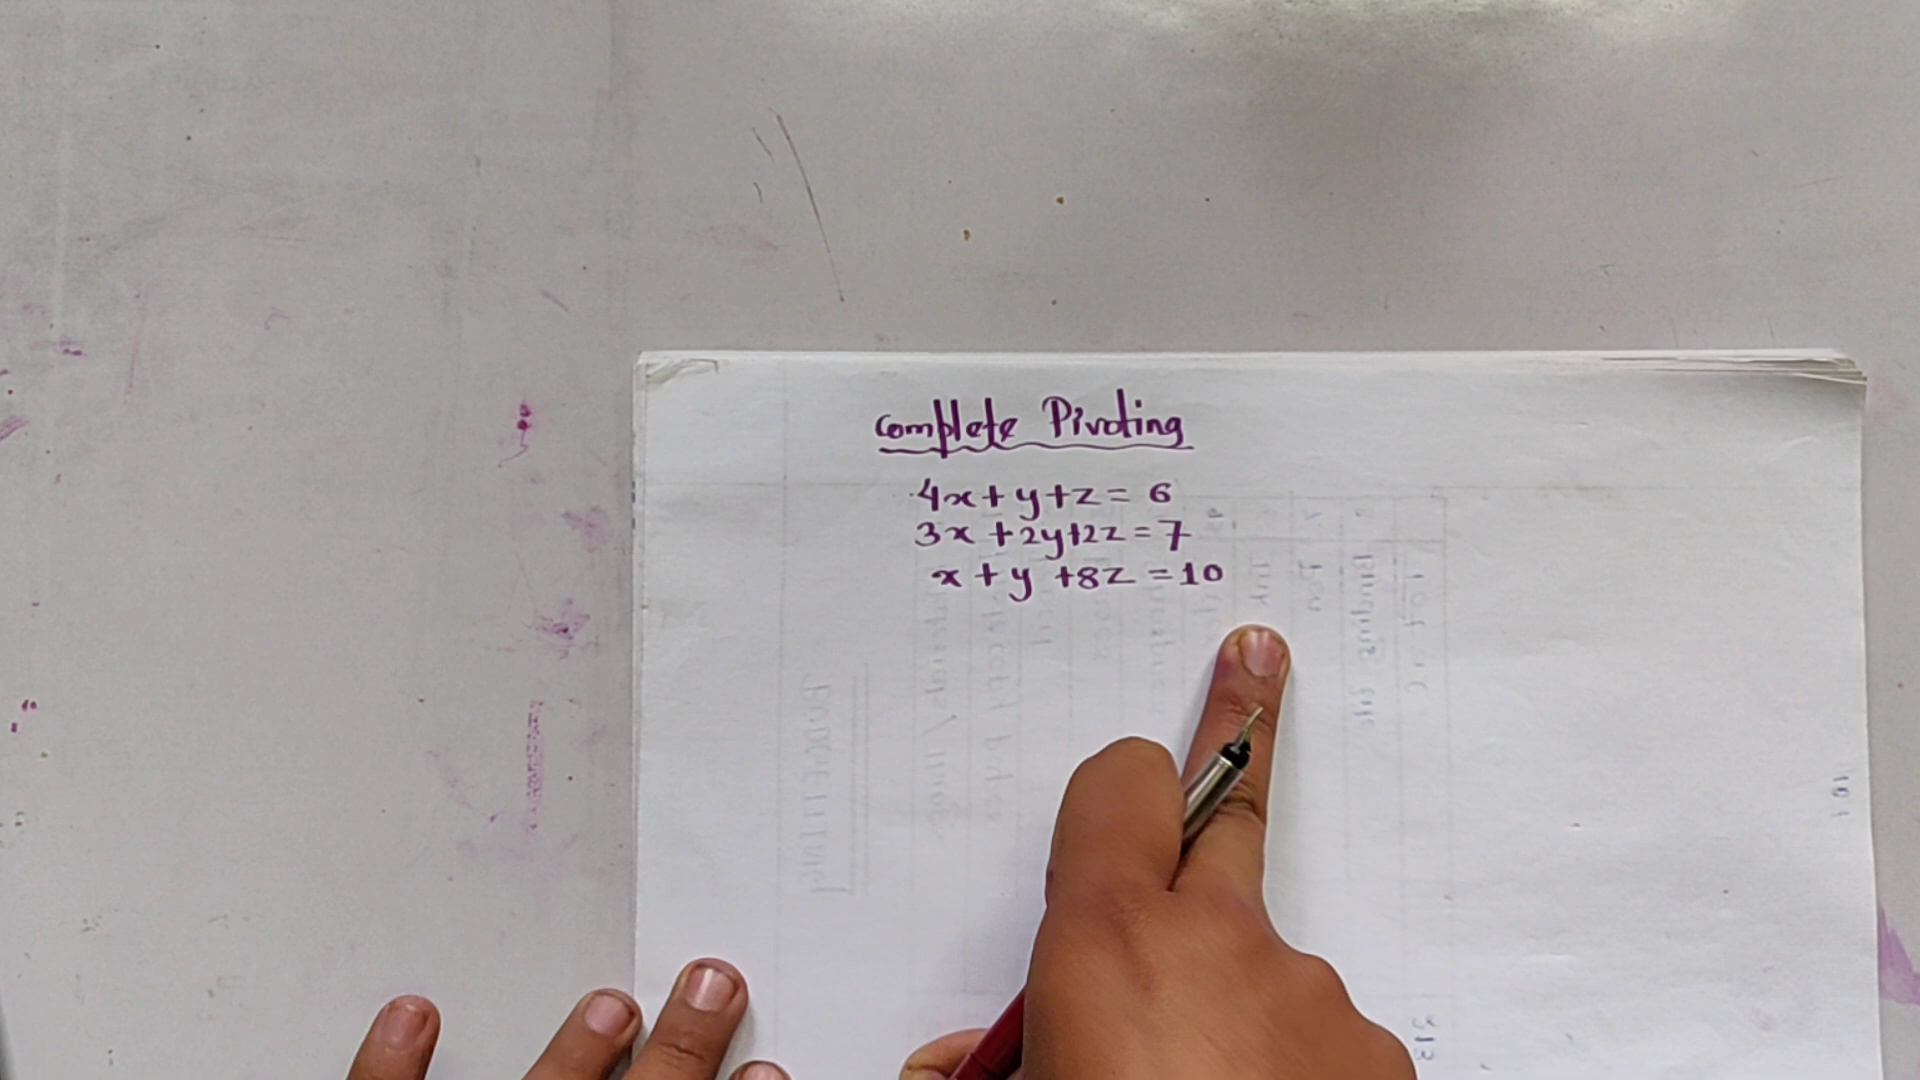 Complete Pivoting
4x+y+z= 6
3x +2y+2z=7
x + y +8z =10